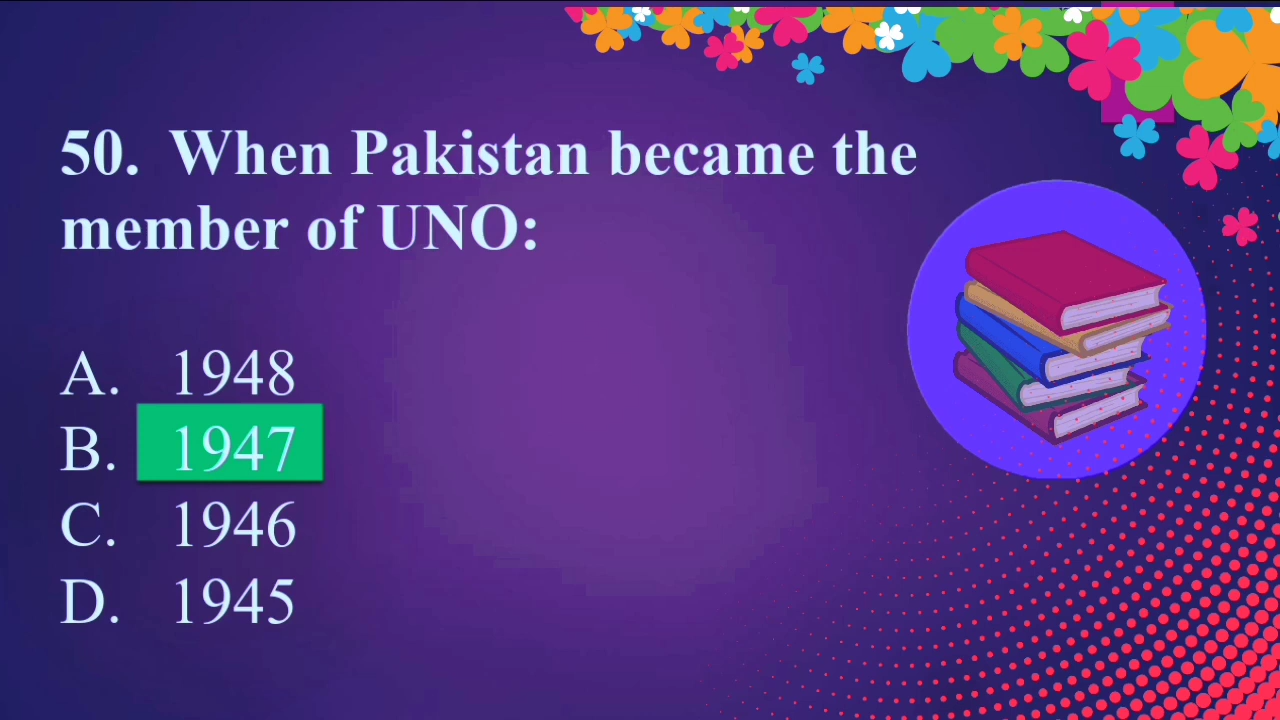 50. When Pakistan became the
member of UNO:
A. 1948
B. 1947
C. 1946
D. 1945